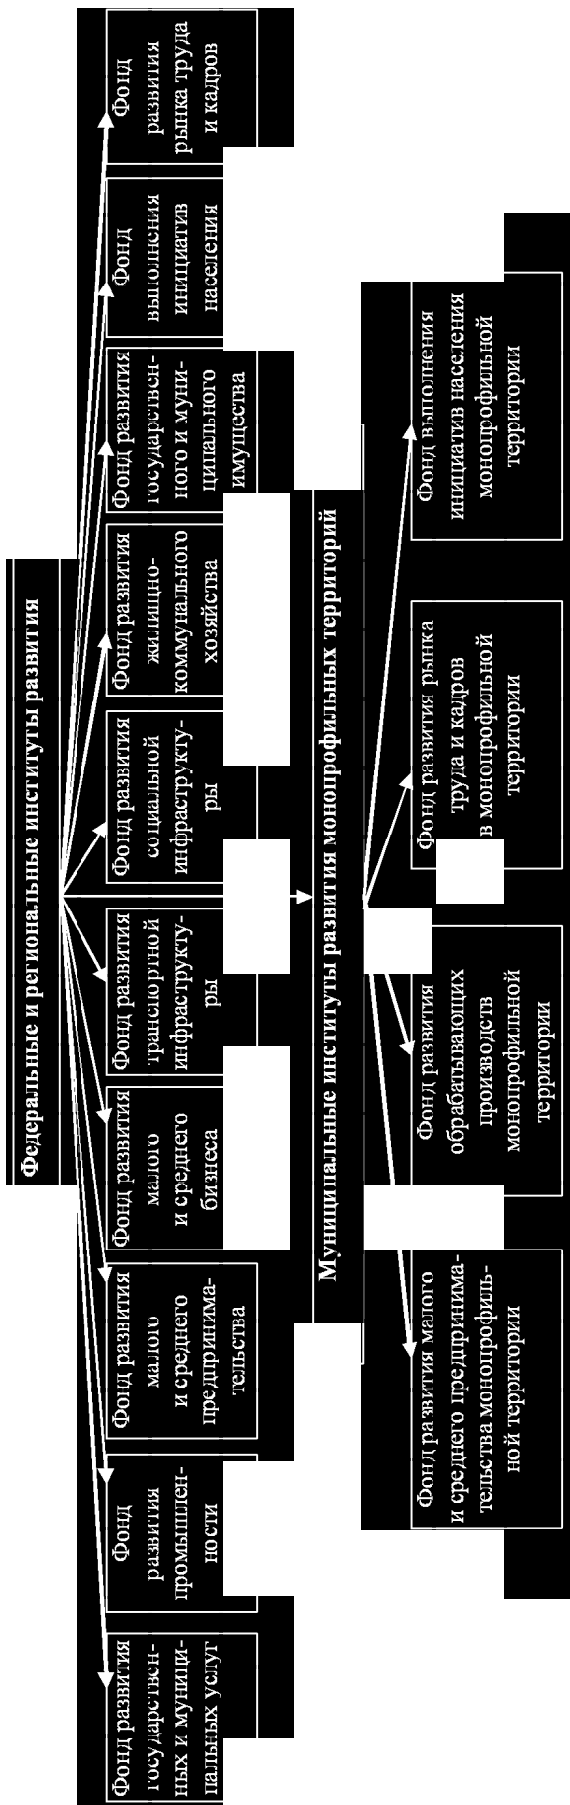 Федеральные и региональные институты развития
Фонд развития
государствен-
ных и муници-
пальных услуг
Фонд
развития
промышлен-
ности
Фонд развития
малого
и среднего
предпринима-
тельства
Фонд развития
малого
и среднего
бизнеса
Фонд развития
транспортной
инфраструкту-
ры
Фонд развития
социальной
инфраструкту-
ры
Фонд развития
жилищно-
коммунального
хозяйства
Фонд развития
государствен-
ного и муни-
ципального
имущества
Фонд
выполнения
инициатив
населения
Фонд
развития
рынка труда
и кадров
Муниципальные институты развития монопрофильных территорий
Фонд развития малого
и среднего предпринима-
тельства монопрофиль-
ной территории
Фонд развития
обрабатывающих
производств
монопрофильной
территории
Фонд развития рынка
труда и кадров
в монопрофильной
территории
Фонд выполнения
инициатив населения
монопрофильной
территории